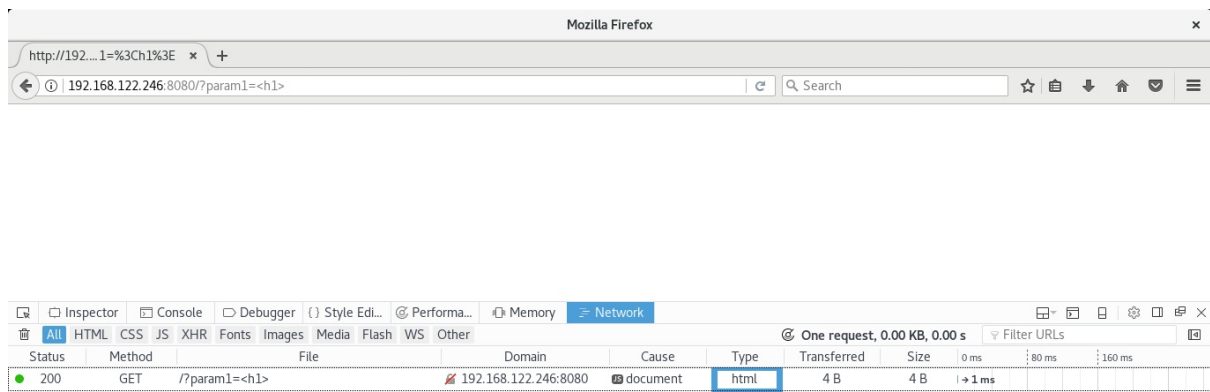 Mozilla Firefox ×
http://192....1=%3Ch1%3E × +
192.168.122.246:8080/?param1=<h1> Search
Inspector Console Debugger {} Style Edi... Performa... Memory Network
All HTML CSS JS XHR Fonts Images Media Flash WS Other One request, 0.00 KB, 0.00 s Filter URLs
Status Method File Domain Cause Type Transferred Size 0 ms 80 ms 160 ms
200 GET /?param1=<h1> 192.168.122.246:8080 JS document html 4 B 4 B → 1 ms